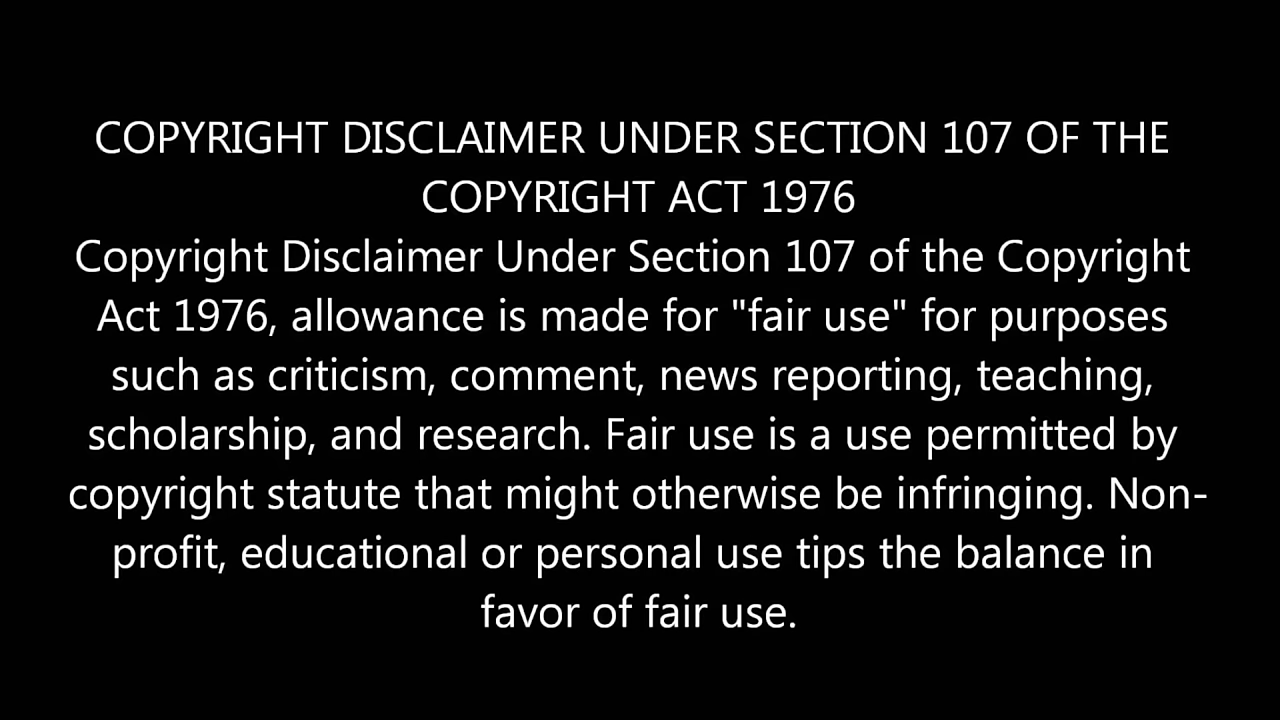 COPYRIGHT DISCLAIMER UNDER SECTION 107 OF THE
COPYRIGHT ACT 1976
Copyright Disclaimer Under Section 107 of the Copyright
Act 1976, allowance is made for "fair use" for purposes
such as criticism, comment, news reporting, teaching,
scholarship, and research. Fair use is a use permitted by
copyright statute that might otherwise be infringing. Non-
profit, educational or personal use tips the balance in
favor of fair use.